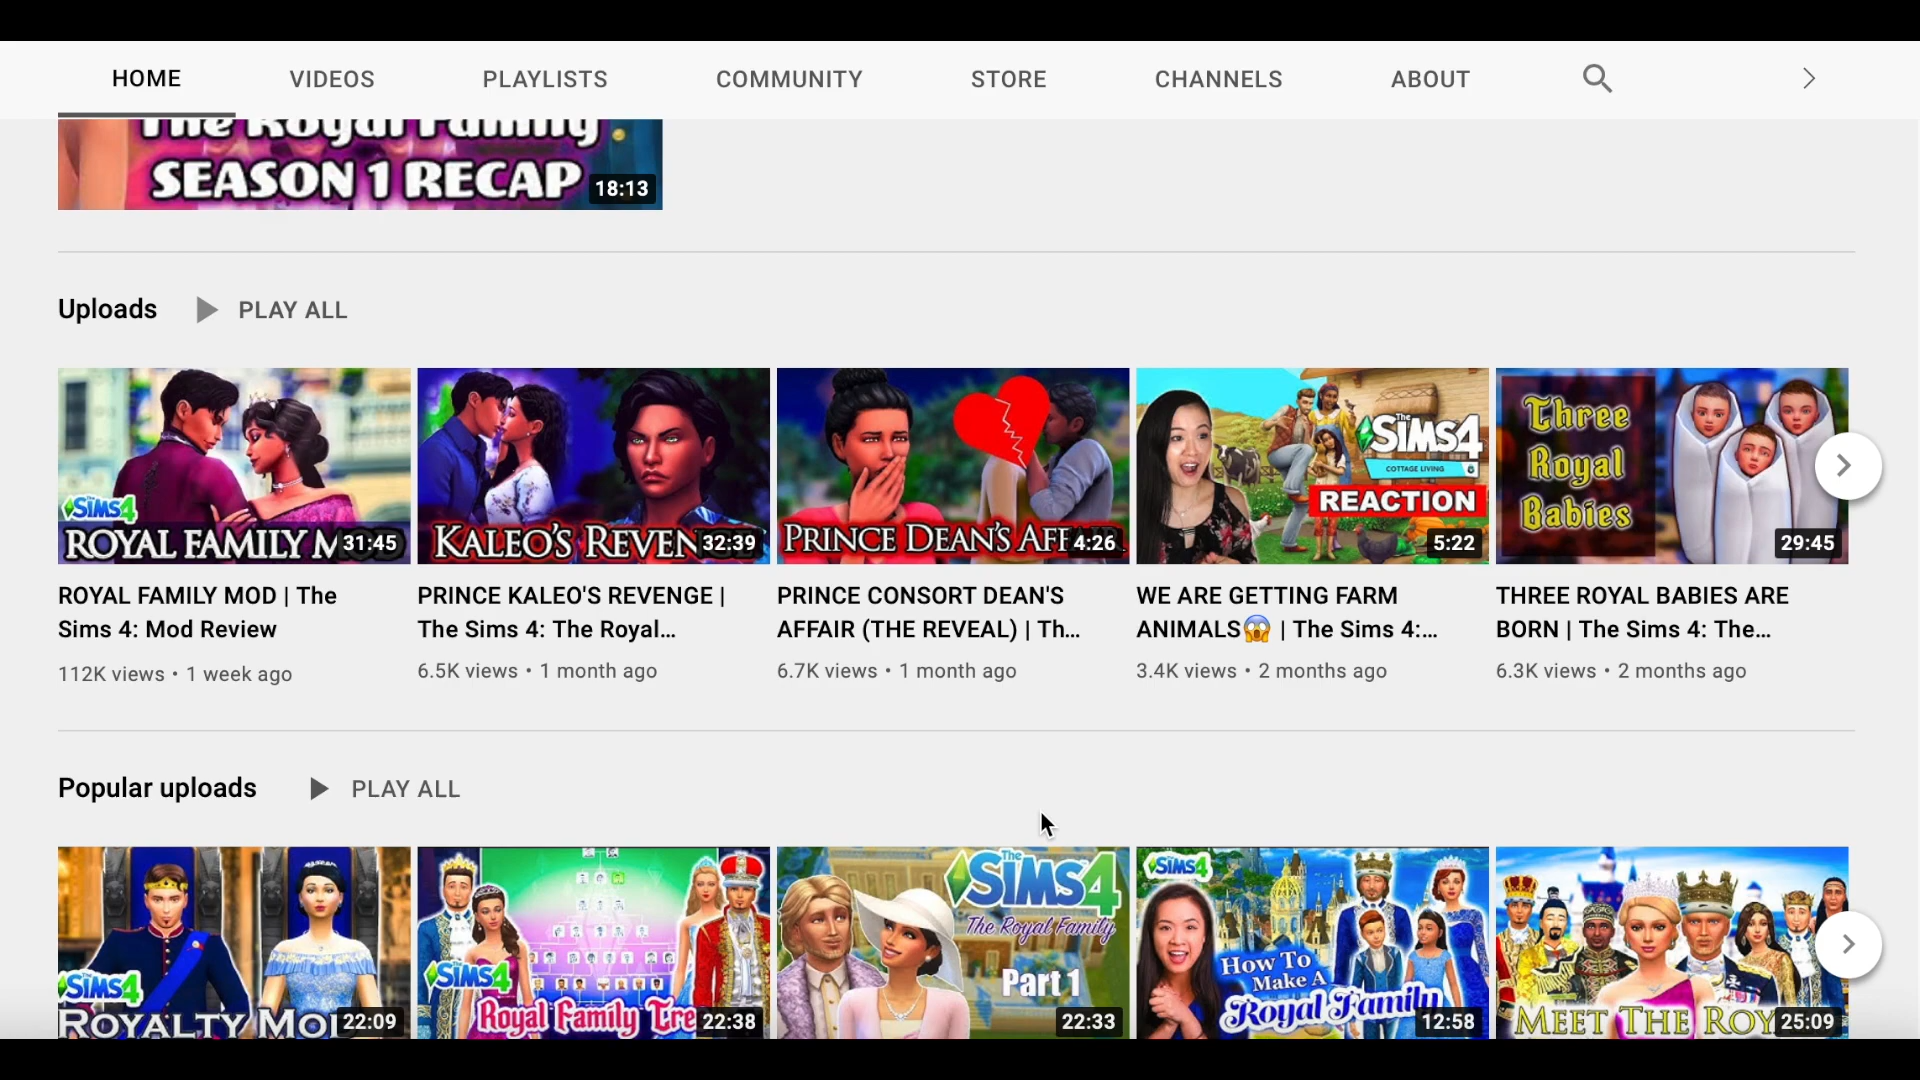 HOME VIDEOS PLAYLISTS COMMUNITY STORE CHANNELS ABOUT
The Royal Family
SEASON 1 RECAP
18:13
Uploads PLAY ALL
The SIMS4
ROYAL FAMILY M
31:45
KALEO'S REVEN
32:39
PRINCE DEAN'S AFF
4:26
The SIMS4
COTTAGE LIVING
REACTION
5:22
Three
Royal
Babies
29:45
ROYAL FAMILY MOD | The
Sims 4: Mod Review
112K views • 1 week ago
PRINCE KALEO'S REVENGE |
The Sims 4: The Royal...
6.5K views • 1 month ago
PRINCE CONSORT DEAN'S
AFFAIR (THE REVEAL) | Th...
6.7K views • 1 month ago
WE ARE GETTING FARM
ANIMALS😱 | The Sims 4:...
3.4K views • 2 months ago
THREE ROYAL BABIES ARE
BORN | The Sims 4: The...
6.3K views • 2 months ago
Popular uploads PLAY ALL
SIMS4
ROYALTY MO
22:09
SIMS4
Royal Family Tre
22:38
The SIMS4
The Royal Family
Part 1
22:33
SIMS4
How To
Make A
Royal Family
12:58
MEET THE ROY
25:09